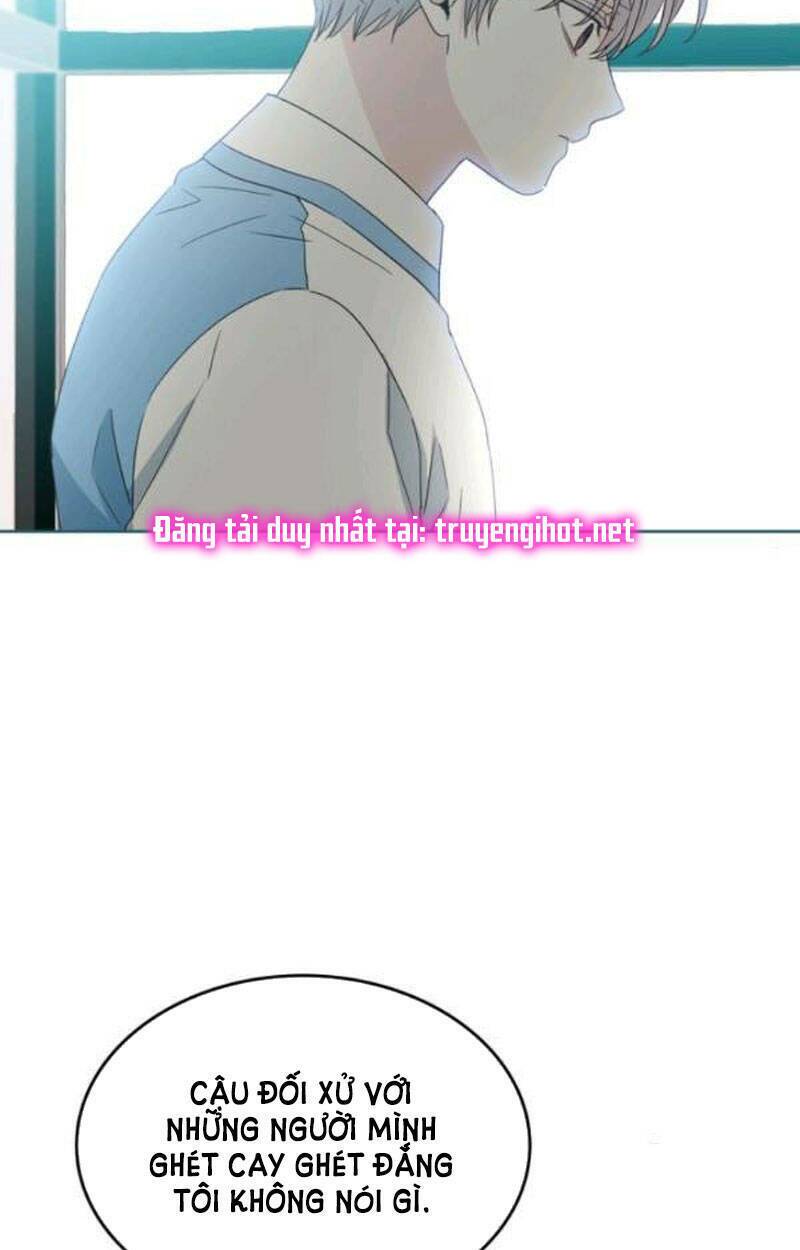 Đăng tải duy nhất tại: truyengihot.net
CẬU ĐỐI XỬ VỚI
NHỮNG NGƯỜI MÌNH
GHÉT CAY GHÉT ĐẮNG
TÔI KHÔNG NÓI GÌ.